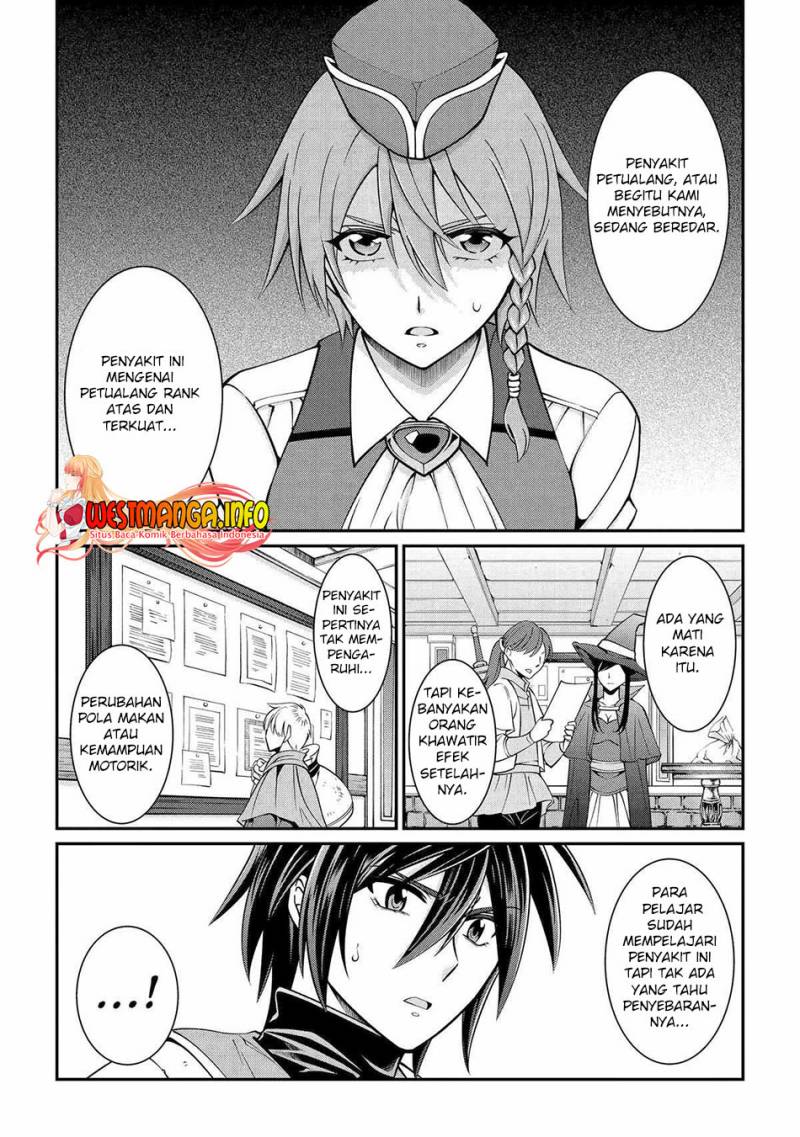 PENYAKIT
PETUALANG, ATAU
BEGITU KAMI
MENYEBUTNYA,
SEDANG BEREDAR.
PENYAKIT INI
MENGENAI
PETUALANG RANK
ATAS DAN
TERKUAT...
WESTMANGA.INFO
Situs Baca Komik Berbahasa Indonesia
ADA YANG
MATI
KARENA
ITU.
TAPI KE-
BANYAKAN
ORANG
KHAWATIR
EFEK
SETELAH-
NYA.
PENYAKIT
INI SE-
PERTINYA
TAK MEM-
PENGA-
RUHI...
PERUBAHAN
POLA MAKAN
ATAU
KEMAMPUAN
MOTORIK.
PARA
PELAJAR
SUDAH
MEMPELAJARI
PENYAKIT INI
TAPI TAK ADA
YANG TAHU
PENYEBARAN-
NYA...
...!